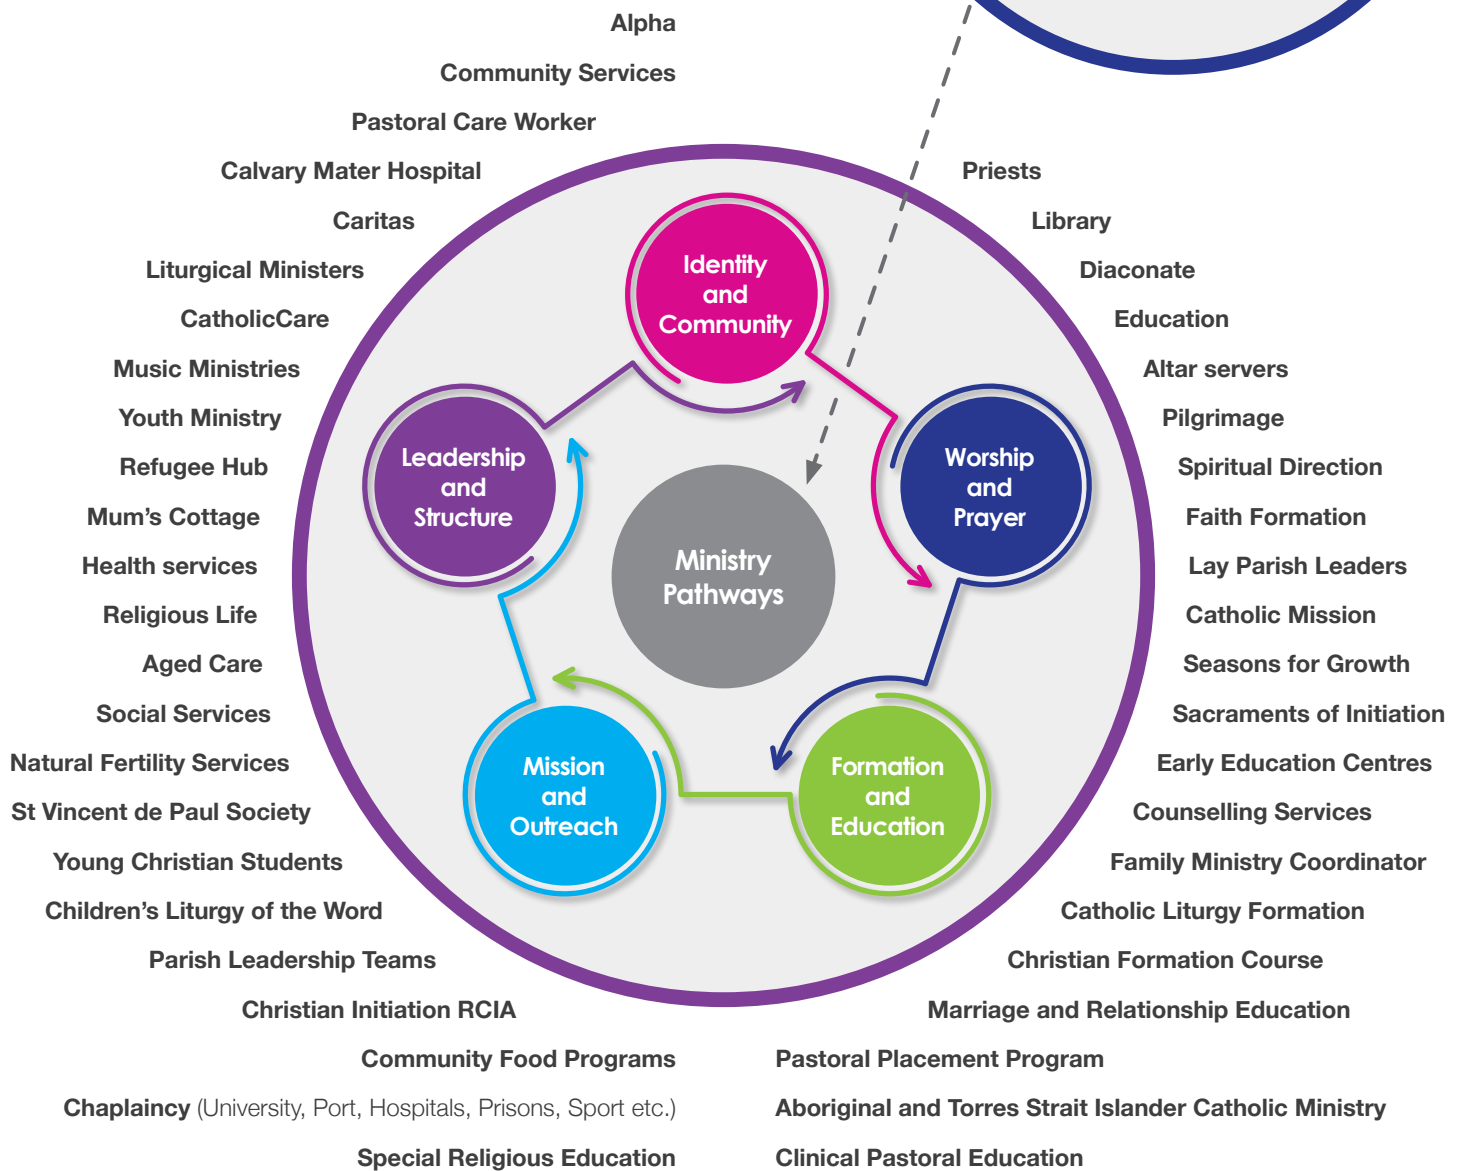 Alpha
Community Services
Pastoral Care Worker
Calvary Mater Hospital
Caritas
Liturgical Ministers
CatholicCare
Music Ministries
Youth Ministry
Refugee Hub
Mum's Cottage
Health services
Religious Life
Aged Care
Social Services
Natural Fertility Services
St Vincent de Paul Society
Young Christian Students
Children's Liturgy of the Word
Parish Leadership Teams
Christian Initiation RCIA
Community Food Programs
Chaplaincy (University, Port, Hospitals, Prisons, Sport etc.)
Special Religious Education
Identity
and
Community
Worship
and
Prayer
Formation
and
Education
Mission
and
Outreach
Leadership
and
Structure
Ministry
Pathways
Priests
Library
Diaconate
Education
Altar servers
Pilgrimage
Spiritual Direction
Faith Formation
Lay Parish Leaders
Catholic Mission
Seasons for Growth
Sacraments of Initiation
Early Education Centres
Counselling Services
Family Ministry Coordinator
Catholic Liturgy Formation
Christian Formation Course
Marriage and Relationship Education
Pastoral Placement Program
Aboriginal and Torres Strait Islander Catholic Ministry
Clinical Pastoral Education